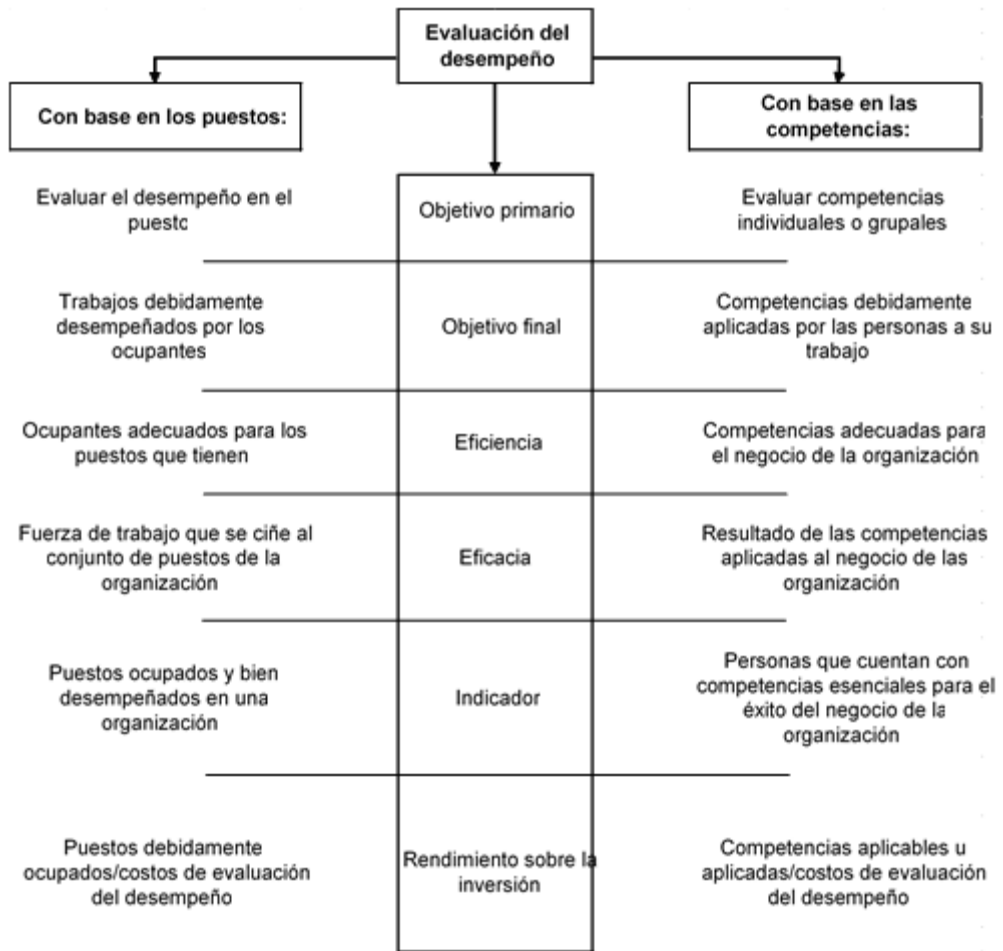 Evaluación del
desempeño
Con base en los puestos:
Con base en las
competencias:
Evaluar el desempeño en el
puesto
Objetivo primario
Evaluar competencias
individuales o grupales
Trabajos debidamente
desempeñados por los
ocupantes
Objetivo final
Competencias debidamente
aplicadas por las personas a su
trabajo
Ocupantes adecuados para los
puestos que tienen
Eficiencia
Competencias adecuadas para
el negocio de la organización
Fuerza de trabajo que se ciñe al
conjunto de puestos de la
organización
Eficacia
Resultado de las competencias
aplicadas al negocio de las
organización
Puestos ocupados y bien
desempeñados en una
organización
Indicador
Personas que cuentan con
competencias esenciales para el
éxito del negocio de la
organización
Puestos debidamente
ocupados/costos de evaluación
del desempeño
Rendimiento sobre la
inversión
Competencias aplicables u
aplicadas/costos de evaluación
del desempeño